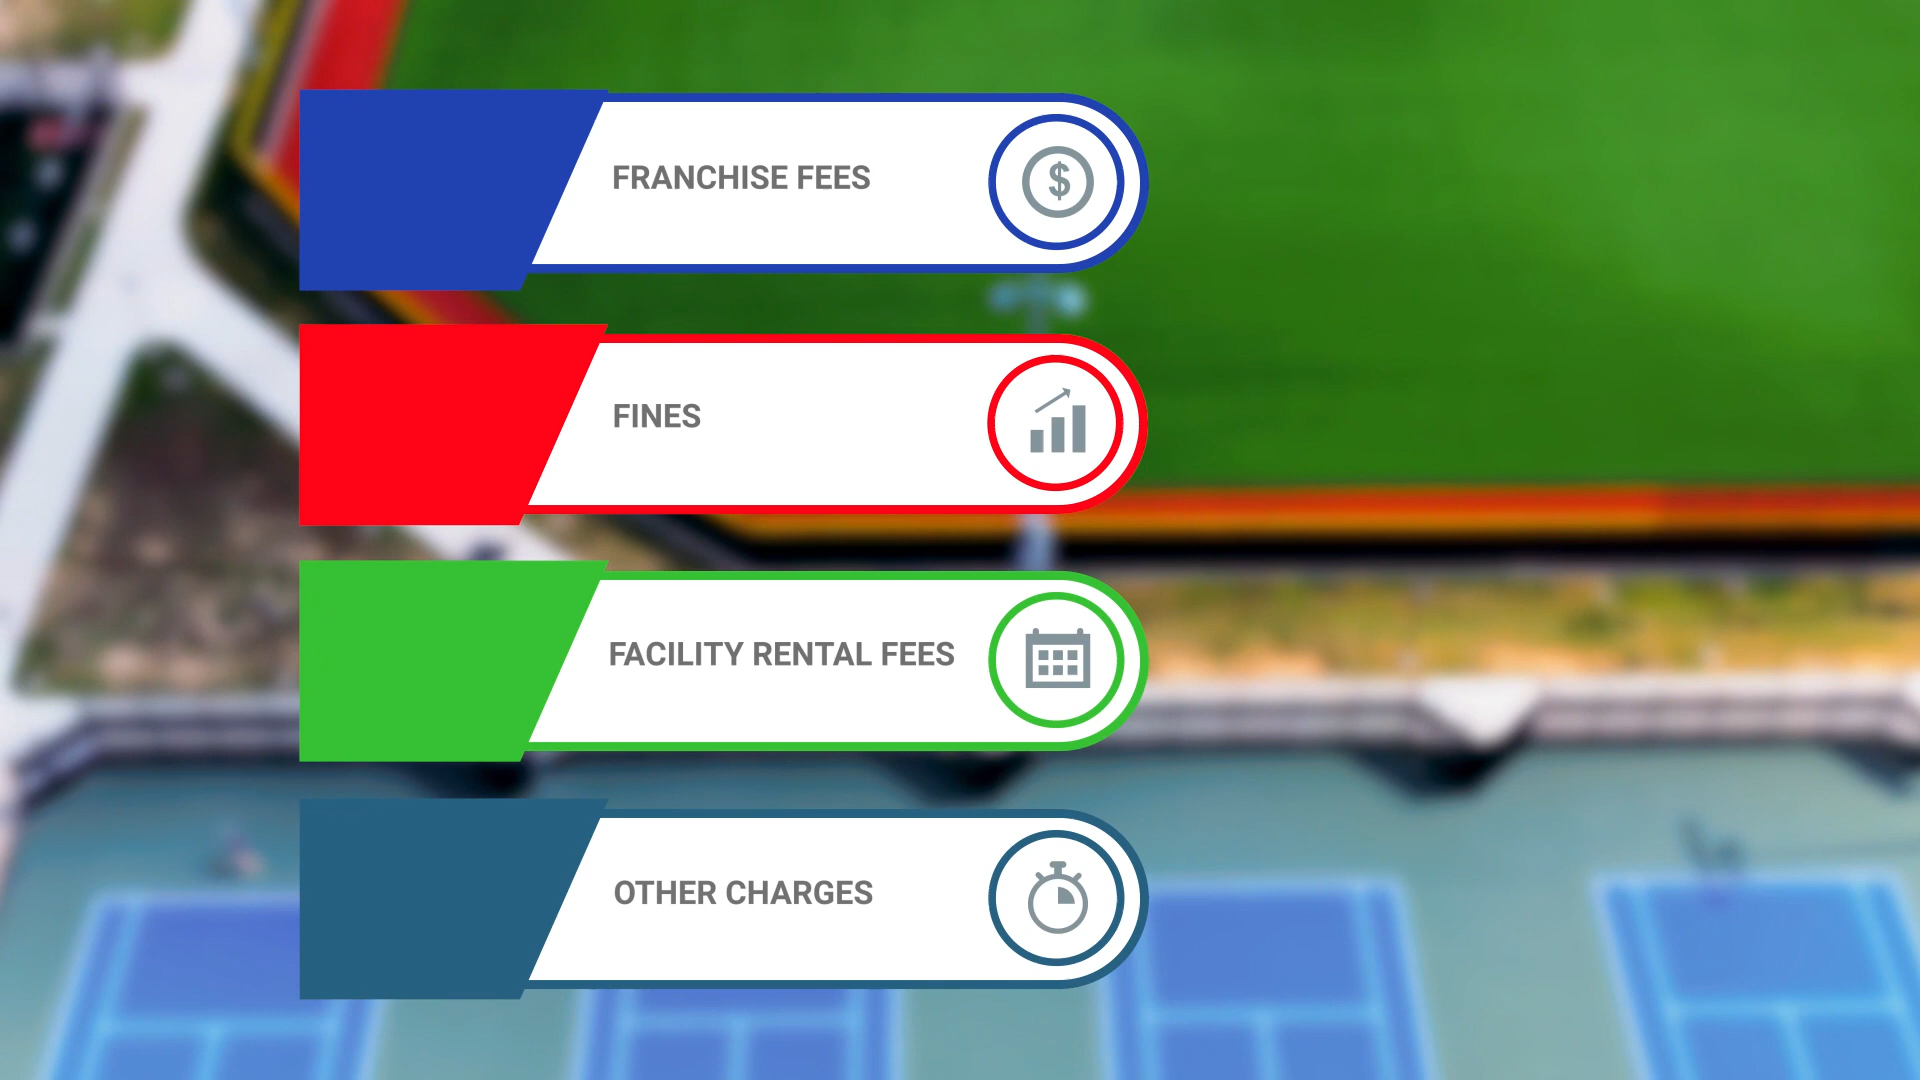 FRANCHISE FEES
$
FINES
FACILITY RENTAL FEES
OTHER CHARGES